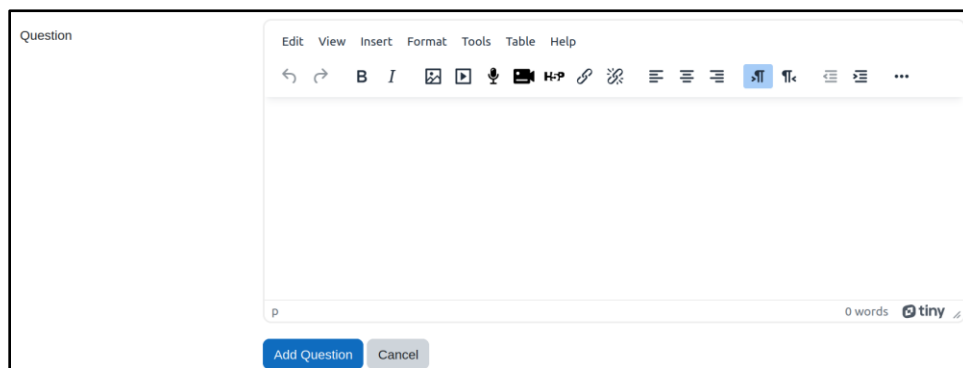 Question
Edit View Insert Format Tools Table Help
B I H-P
p 0 words tiny
Add Question Cancel